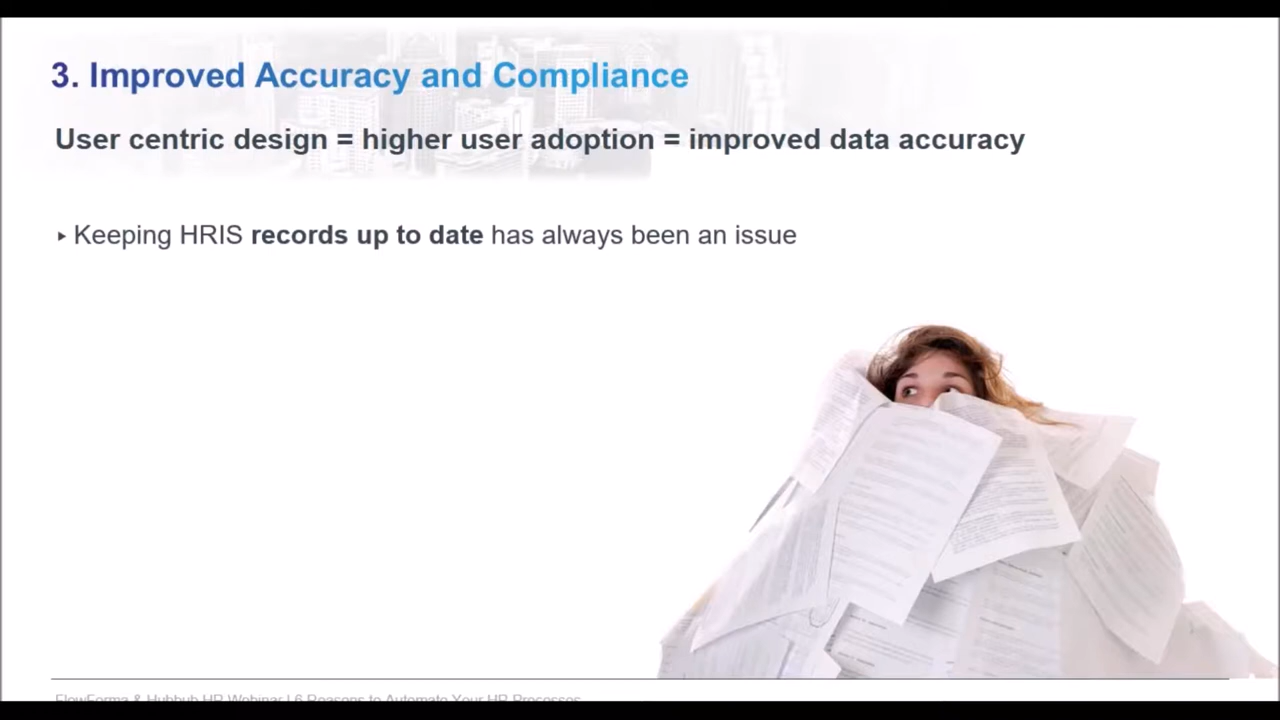 3. Improved Accuracy and Compliance
User centric design = higher user adoption = improved data accuracy
▸ Keeping HRIS records up to date has always been an issue
FlowForma & Hubbub HR Webinar | 6 Reasons to Automate Your HR Processes